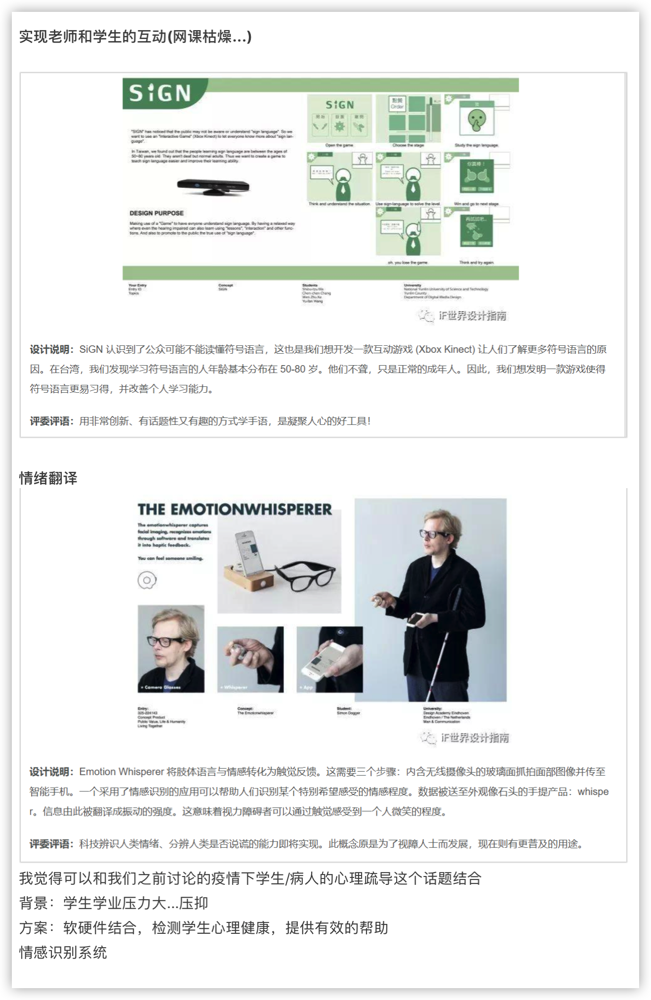 实现老师和学生的互动(网课枯燥...)
SiGN
"SIGN" has noticed that the public may not be aware or understand "sign language". So we
want to use an "Interactive Game" (Xbox Kinect) to let everyone know more about "sign lan-
guage".
In Taiwan, we found out that the people learning sign language are between the ages of
50~80 years old. They aren't deaf but normal adults. Thus we want to create a game to
teach sign language easier and improve their learning ability.
DESIGN PURPOSE
Making use of a "Game" to have evryone understand sign language. By having a relaxed way
where even the hearing impaired can also learn using "lessons", "interaction" and other func-
tions. And also to promote to the public the true use of "sign language".
SiGN
開始 設置 離開
Open the game.
點餐
Order
Choose the stage
Study the sign language.
Think and understand the situation.
Use sign-language to solve the level.
你真棒！
Win and go to next stage.
oh, you lose the game.
再試試吧...
Think and try again.
Your Entry
Entry ID
Topics
Concept
SiGN
Students
Shiou-tzu Ma
Chen-chen Chang
Wen Zhu Ke
Yu-fan Wang
University
National Yunlin University of Science and Technology
Yunlin County
Department of Digital Media Design
iF世界设计指南
设计说明：SiGN 认识到了公众可能不能读懂符号语言，这也是我们想开发一款互动游戏 (Xbox Kinect) 让人们了解更多符号语言的原
因。在台湾，我们发现学习符号语言的人年龄基本分布在 50-80 岁。他们不聋，只是正常的成年人。因此，我们想发明一款游戏使得
符号语言更易习得，并改善个人学习能力。
评委评语：用非常创新、有话题性又有趣的方式学手语，是凝聚人心的好工具！
情绪翻译
THE EMOTIONWHISPERER
The emotionwhisperer captures
facial imaging, recognizes emotions
through software and translates
it into haptic feedback.
You can feel someone smiling.
» Camera Glasses
» Whisperer
» App
Entry:
325-224143
Concept Product
Public Value, Life & Humanity
Living Together
Concept:
The Emotionwhisperer
Student:
Simon Dogger
University:
Design Academy Eindhoven
Eindhoven / The Netherlands
Man & Communication
iF世界设计指南
设计说明：Emotion Whisperer 将肢体语言与情感转化为触觉反馈。这需要三个步骤：内含无线摄像头的玻璃面抓拍面部图像并传至
智能手机。一个采用了情感识别的应用可以帮助人们识别某个特别希望感受的情感程度。数据被送至外观像石头的手提产品：whispe
r。信息由此被翻译成振动的强度。这意味着视力障碍者可以通过触觉感受到一个人微笑的程度。
评委评语：科技辨识人类情绪、分辨人类是否说谎的能力即将实现。此概念原是为了视障人士而发展，现在则有更普及的用途。
我觉得可以和我们之前讨论的疫情下学生/病人的心理疏导这个话题结合
背景：学生学业压力大...压抑
方案：软硬件结合，检测学生心理健康，提供有效的帮助
情感识别系统